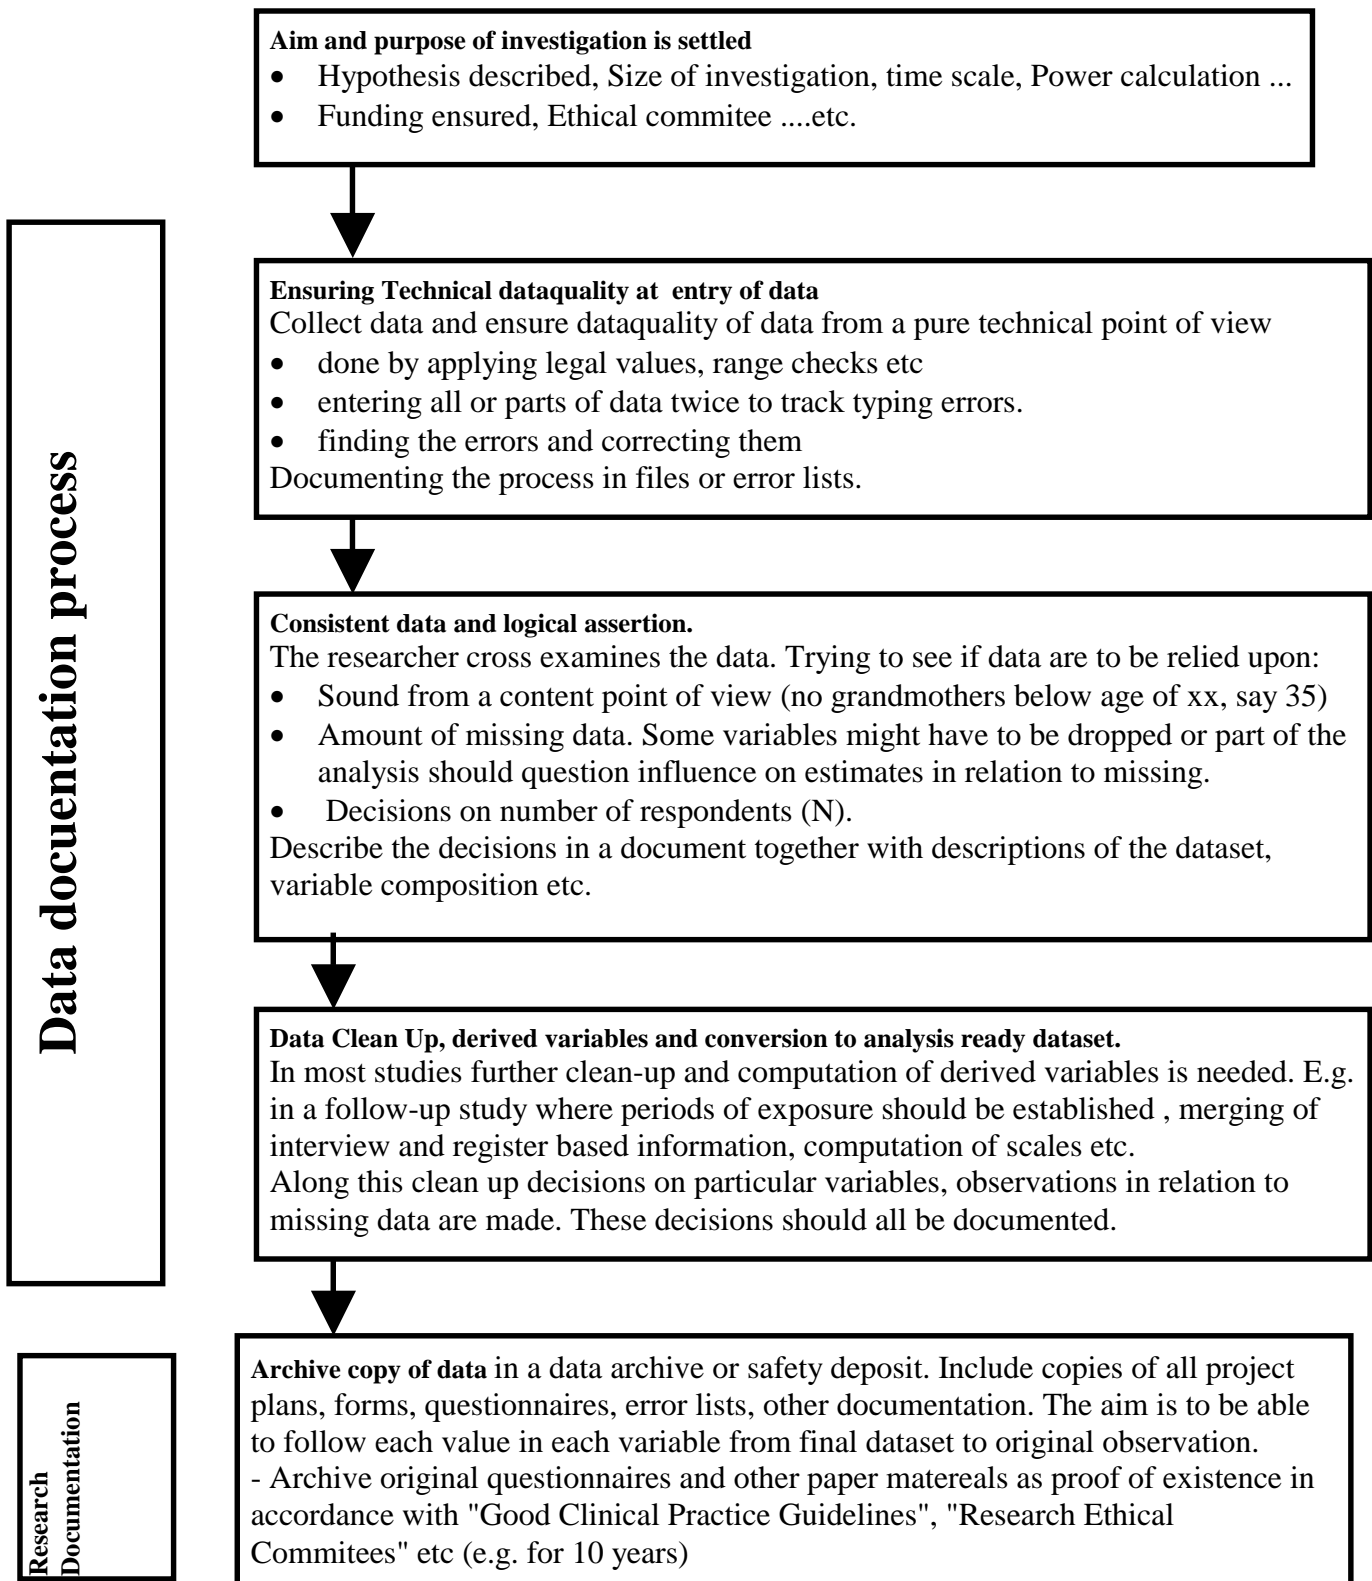 Aim and purpose of investigation is settled
• Hypothesis described, Size of investigation, time scale, Power calculation ...
• Funding ensured, Ethical commitee ....etc.
Data docuentation process
Ensuring Technical dataquality at entry of data
Collect data and ensure dataquality of data from a pure technical point of view
• done by applying legal values, range checks etc
• entering all or parts of data twice to track typing errors.
• finding the errors and correcting them
Documenting the process in files or error lists.
Consistent data and logical assertion.
The researcher cross examines the data. Trying to see if data are to be relied upon:
• Sound from a content point of view (no grandmothers below age of xx, say 35)
• Amount of missing data. Some variables might have to be dropped or part of the
analysis should question influence on estimates in relation to missing.
• Decisions on number of respondents (N).
Describe the decisions in a document together with descriptions of the dataset,
variable composition etc.
Data Clean Up, derived variables and conversion to analysis ready dataset.
In most studies further clean-up and computation of derived variables is needed. E.g.
in a follow-up study where periods of exposure should be established , merging of
interview and register based information, computation of scales etc.
Along this clean up decisions on particular variables, observations in relation to
missing data are made. These decisions should all be documented.
Research
Documentation
Archive copy of data in a data archive or safety deposit. Include copies of all project
plans, forms, questionnaires, error lists, other documentation. The aim is to be able
to follow each value in each variable from final dataset to original observation.
- Archive original questionnaires and other paper matereals as proof of existence in
accordance with "Good Clinical Practice Guidelines", "Research Ethical
Commitees" etc (e.g. for 10 years)